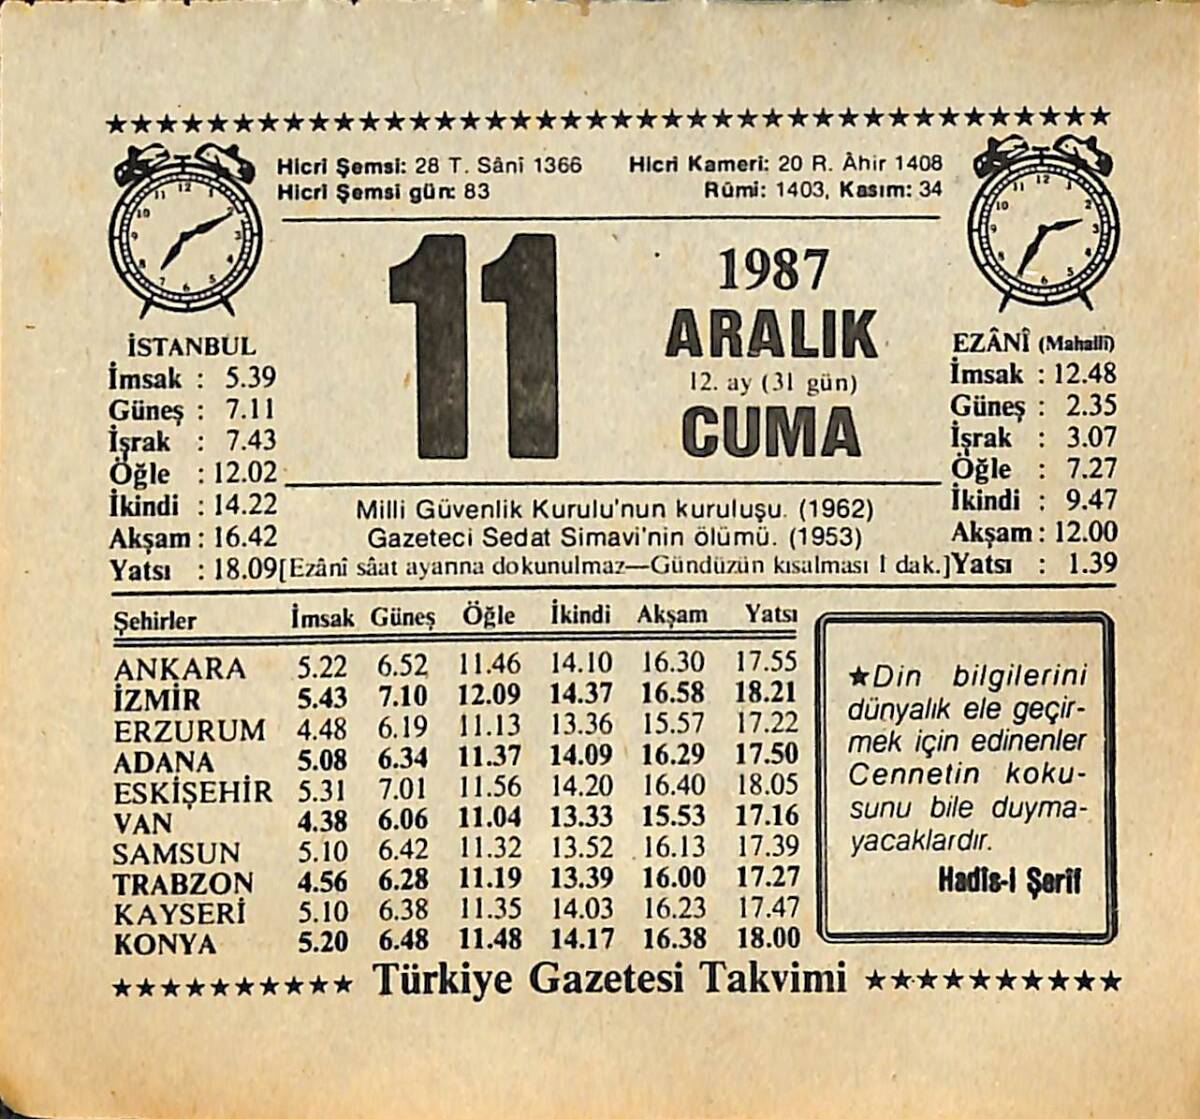 Hicri Şemsi: 28 T. Sâni 1366 Hicri Kameri: 20 R. Âhir 1408
Hicri Şemsi gün: 83 Rûmi: 1403, Kasım: 34
11
1987
ARALIK
12. ay (31 gün)
CUMA
İSTANBUL
İmsak : 5.39
Güneş : 7.11
İşrak : 7.43
Öğle : 12.02
İkindi : 14.22
Akşam : 16.42
Yatsı : 18.09
EZÂNÎ (Mahallî)
İmsak : 12.48
Güneş : 2.35
İşrak : 3.07
Öğle : 7.27
İkindi : 9.47
Akşam : 12.00
Yatsı : 1.39
Milli Güvenlik Kurulu'nun kuruluşu. (1962)
Gazeteci Sedat Simavi'nin ölümü. (1953)
[Ezânî sâat ayarına dokunulmaz—Gündüzün kısalması 1 dak.]
Şehirler İmsak Güneş Öğle İkindi Akşam Yatsı
ANKARA 5.22 6.52 11.46 14.10 16.30 17.55
İZMİR 5.43 7.10 12.09 14.37 16.58 18.21
ERZURUM 4.48 6.19 11.13 13.36 15.57 17.22
ADANA 5.08 6.34 11.37 14.09 16.29 17.50
ESKİŞEHİR 5.31 7.01 11.56 14.20 16.40 18.05
VAN 4.38 6.06 11.04 13.33 15.53 17.16
SAMSUN 5.10 6.42 11.32 13.52 16.13 17.39
TRABZON 4.56 6.28 11.19 13.39 16.00 17.27
KAYSERİ 5.10 6.38 11.35 14.03 16.23 17.47
KONYA 5.20 6.48 11.48 14.17 16.38 18.00
★Din bilgilerini
dünyalık ele geçir-
mek için edinenler
Cennetin koku-
sunu bile duyma-
yacaklardır.
Hadîs-i Şerif
Türkiye Gazetesi Takvimi